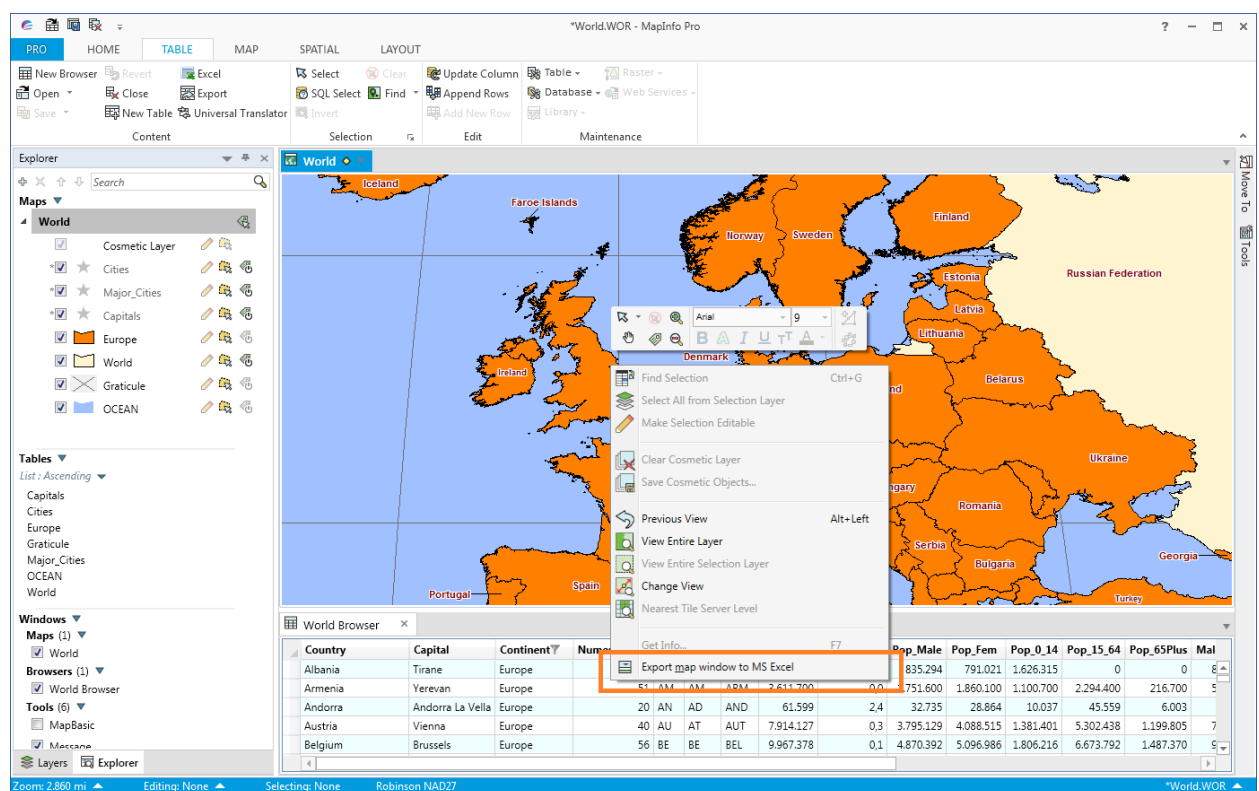 *World.WOR - MapInfo Pro
PRO HOME TABLE MAP SPATIAL LAYOUT
New Browser Revert Excel Select Clear Update Column Table Raster
Open Close Export SQL Select Find Append Rows Database Web Services
Save New Table Universal Translator Invert Add New Row Library
Content Selection Edit Maintenance
Explorer
Search
Maps
World
Cosmetic Layer
*Cities
*Major_Cities
*Capitals
Europe
World
Graticule
OCEAN
Tables
List : Ascending
Capitals
Cities
Europe
Graticule
Major_Cities
OCEAN
World
Windows
Maps (1)
World
Browsers (1)
World Browser
Tools (6)
MapBasic
Message
Layers Explorer
World
Move To
Tools
Iceland
Faroe Islands
Norway
Sweden
Finland
Estonia
Russian Federation
Latvia
Lithuania
Denmark
Ireland
Belarus
nd
Ukraine
ngary
Romania
Serbia
Bulgaria
Georgia
Portugal
Spain
Turkey
Arial 9
B A I U TT A
Find Selection Ctrl+G
Select All from Selection Layer
Make Selection Editable
Clear Cosmetic Layer
Save Cosmetic Objects...
Previous View Alt+Left
View Entire Layer
View Entire Selection Layer
Change View
Nearest Tile Server Level
Get Info... F7
Export map window to MS Excel
World Browser
Country Capital Continent Nume Pop_Male Pop_Fem Pop_0_14 Pop_15_64 Pop_65Plus Mal
Albania Tirane Europe 835.294 791.021 1.626.315 0 0 8
Armenia Yerevan Europe 51 AM AM ARM 3.611.700 0,0 1.751.600 1.860.100 1.100.700 2.294.400 216.700 5
Andorra Andorra La Vella Europe 20 AN AD AND 61.599 2,4 32.735 28.864 10.037 45.559 6.003
Austria Vienna Europe 40 AU AT AUT 7.914.127 0,3 3.795.129 4.088.515 1.381.401 5.302.438 1.199.805 7
Belgium Brussels Europe 56 BE BE BEL 9.967.378 0,1 4.870.392 5.096.986 1.806.216 6.673.792 1.487.370 9
Zoom: 2.860 mi Editing: None Selecting: None Robinson NAD27 *World.WOR